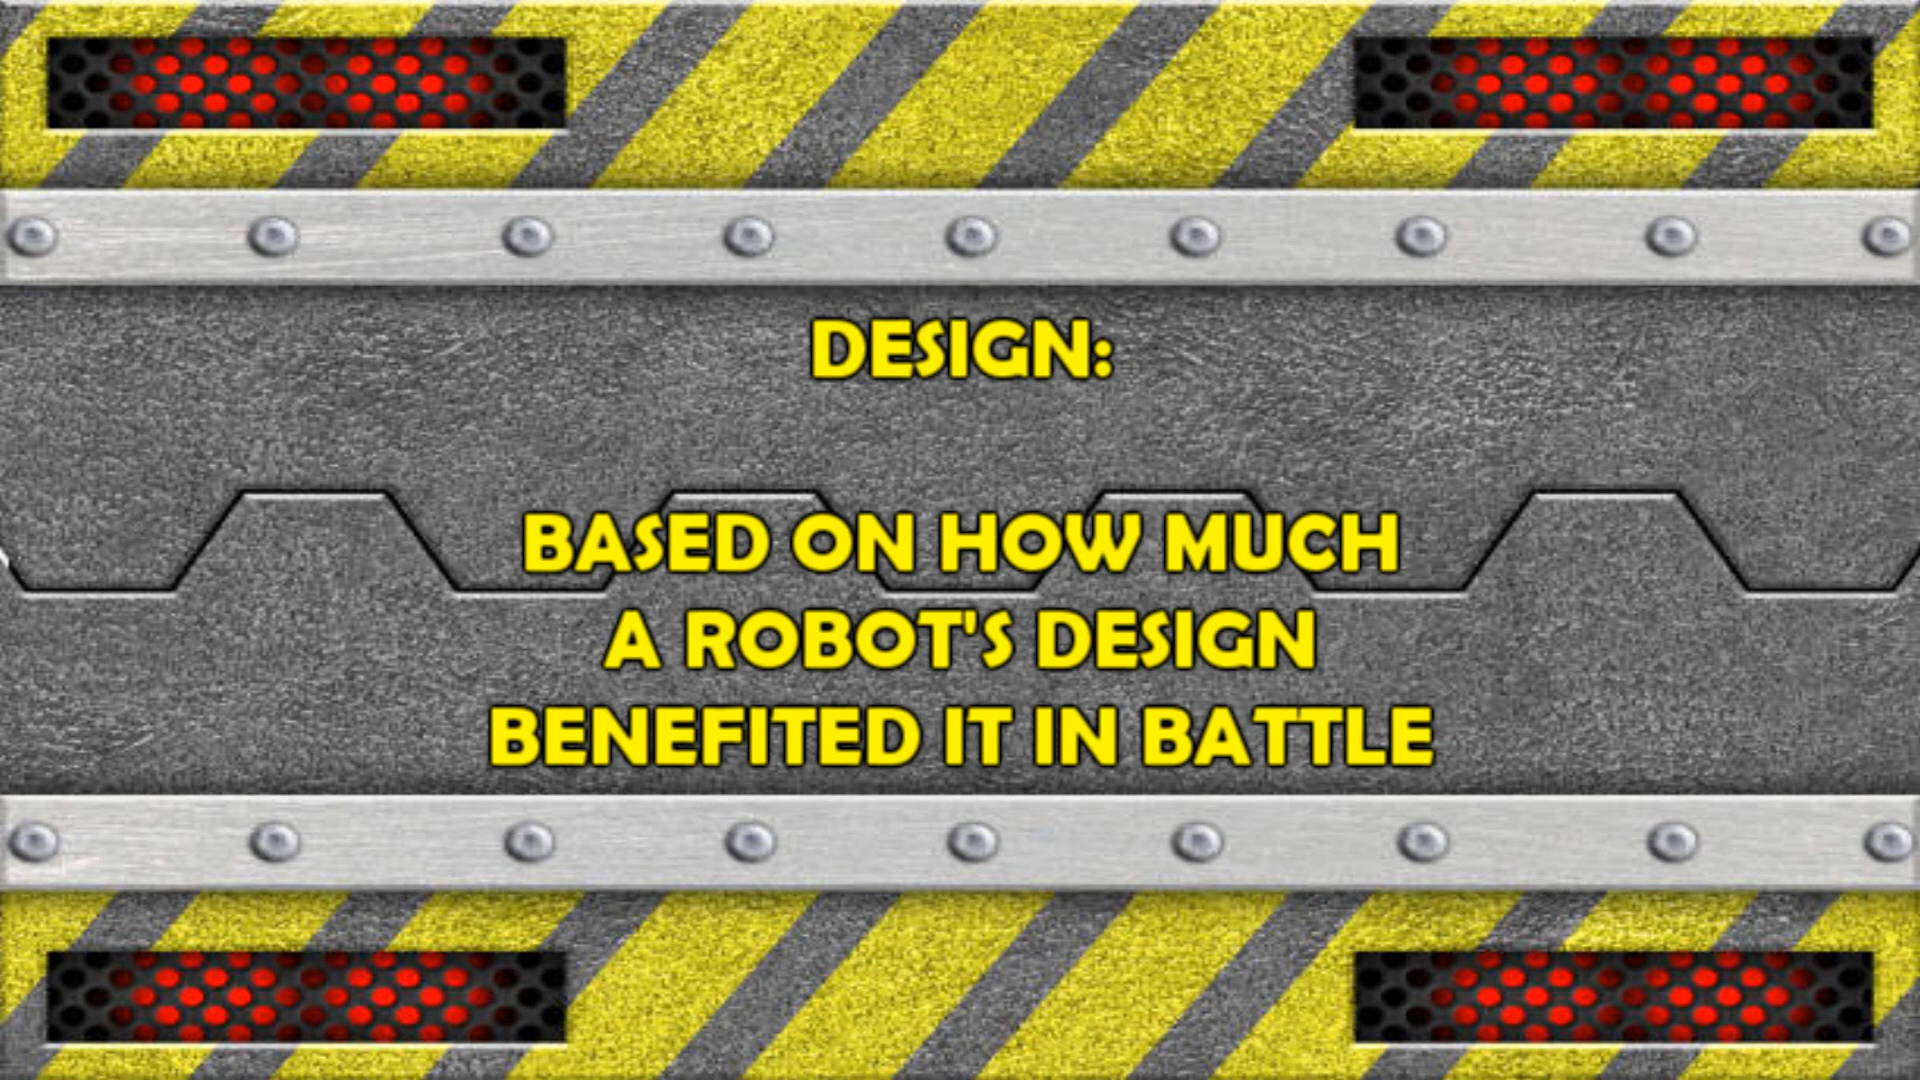 DESIGN:
BASED ON HOW MUCH
A ROBOT'S DESIGN
BENEFITED IT IN BATTLE